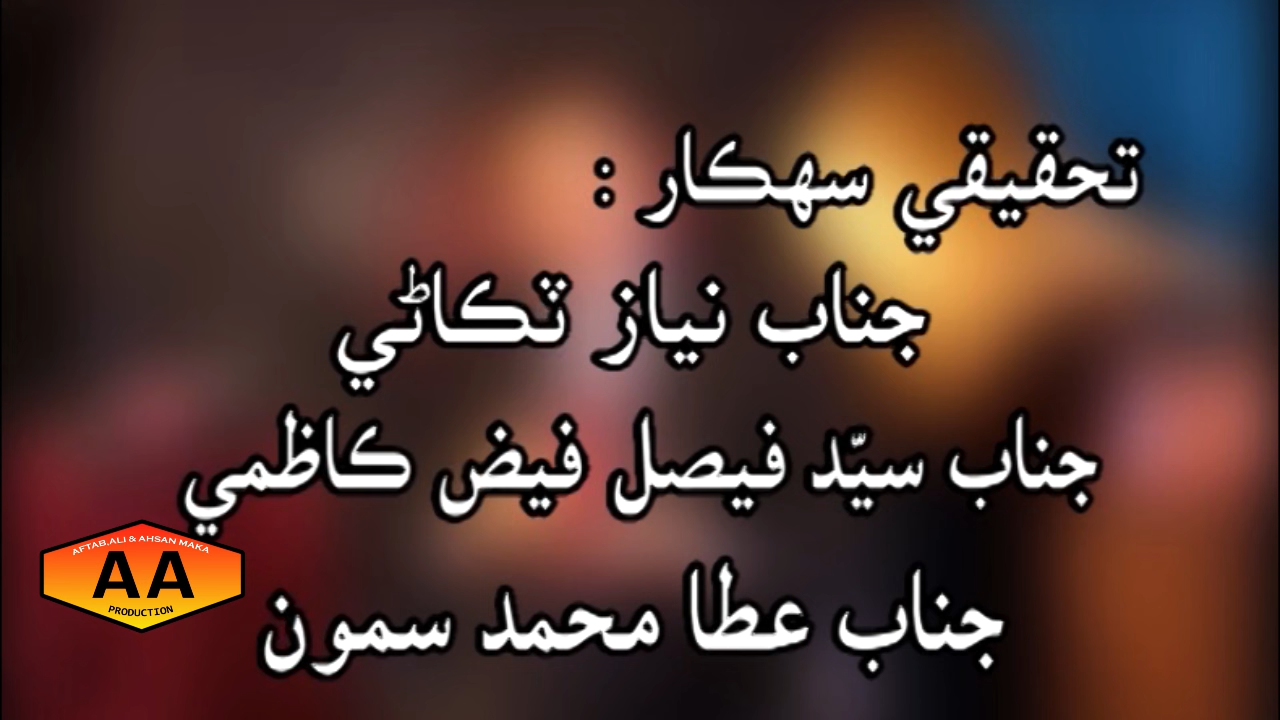 تحقيقي سهڪار :
جناب نياز ٽڪاڻي
جناب سيّد فيصل فيض ڪاظمي
جناب عطا محمد سمون
AFTAB.ALI & AHSAN MAKA
AA
PRODUCTION